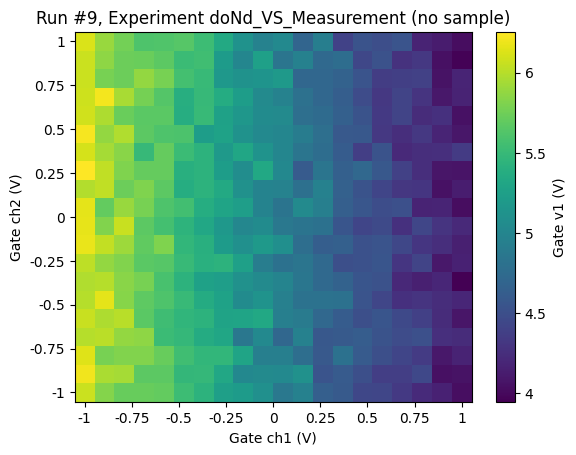 Run #9, Experiment doNd_VS_Measurement (no sample)
1
0.75
0.5
0.25
0
-0.25
-0.5
-0.75
-1
Gate ch2 (V)
-1 -0.75 -0.5 -0.25 0 0.25 0.5 0.75 1
Gate ch1 (V)
6
5.5
5
4.5
4
Gate v1 (V)